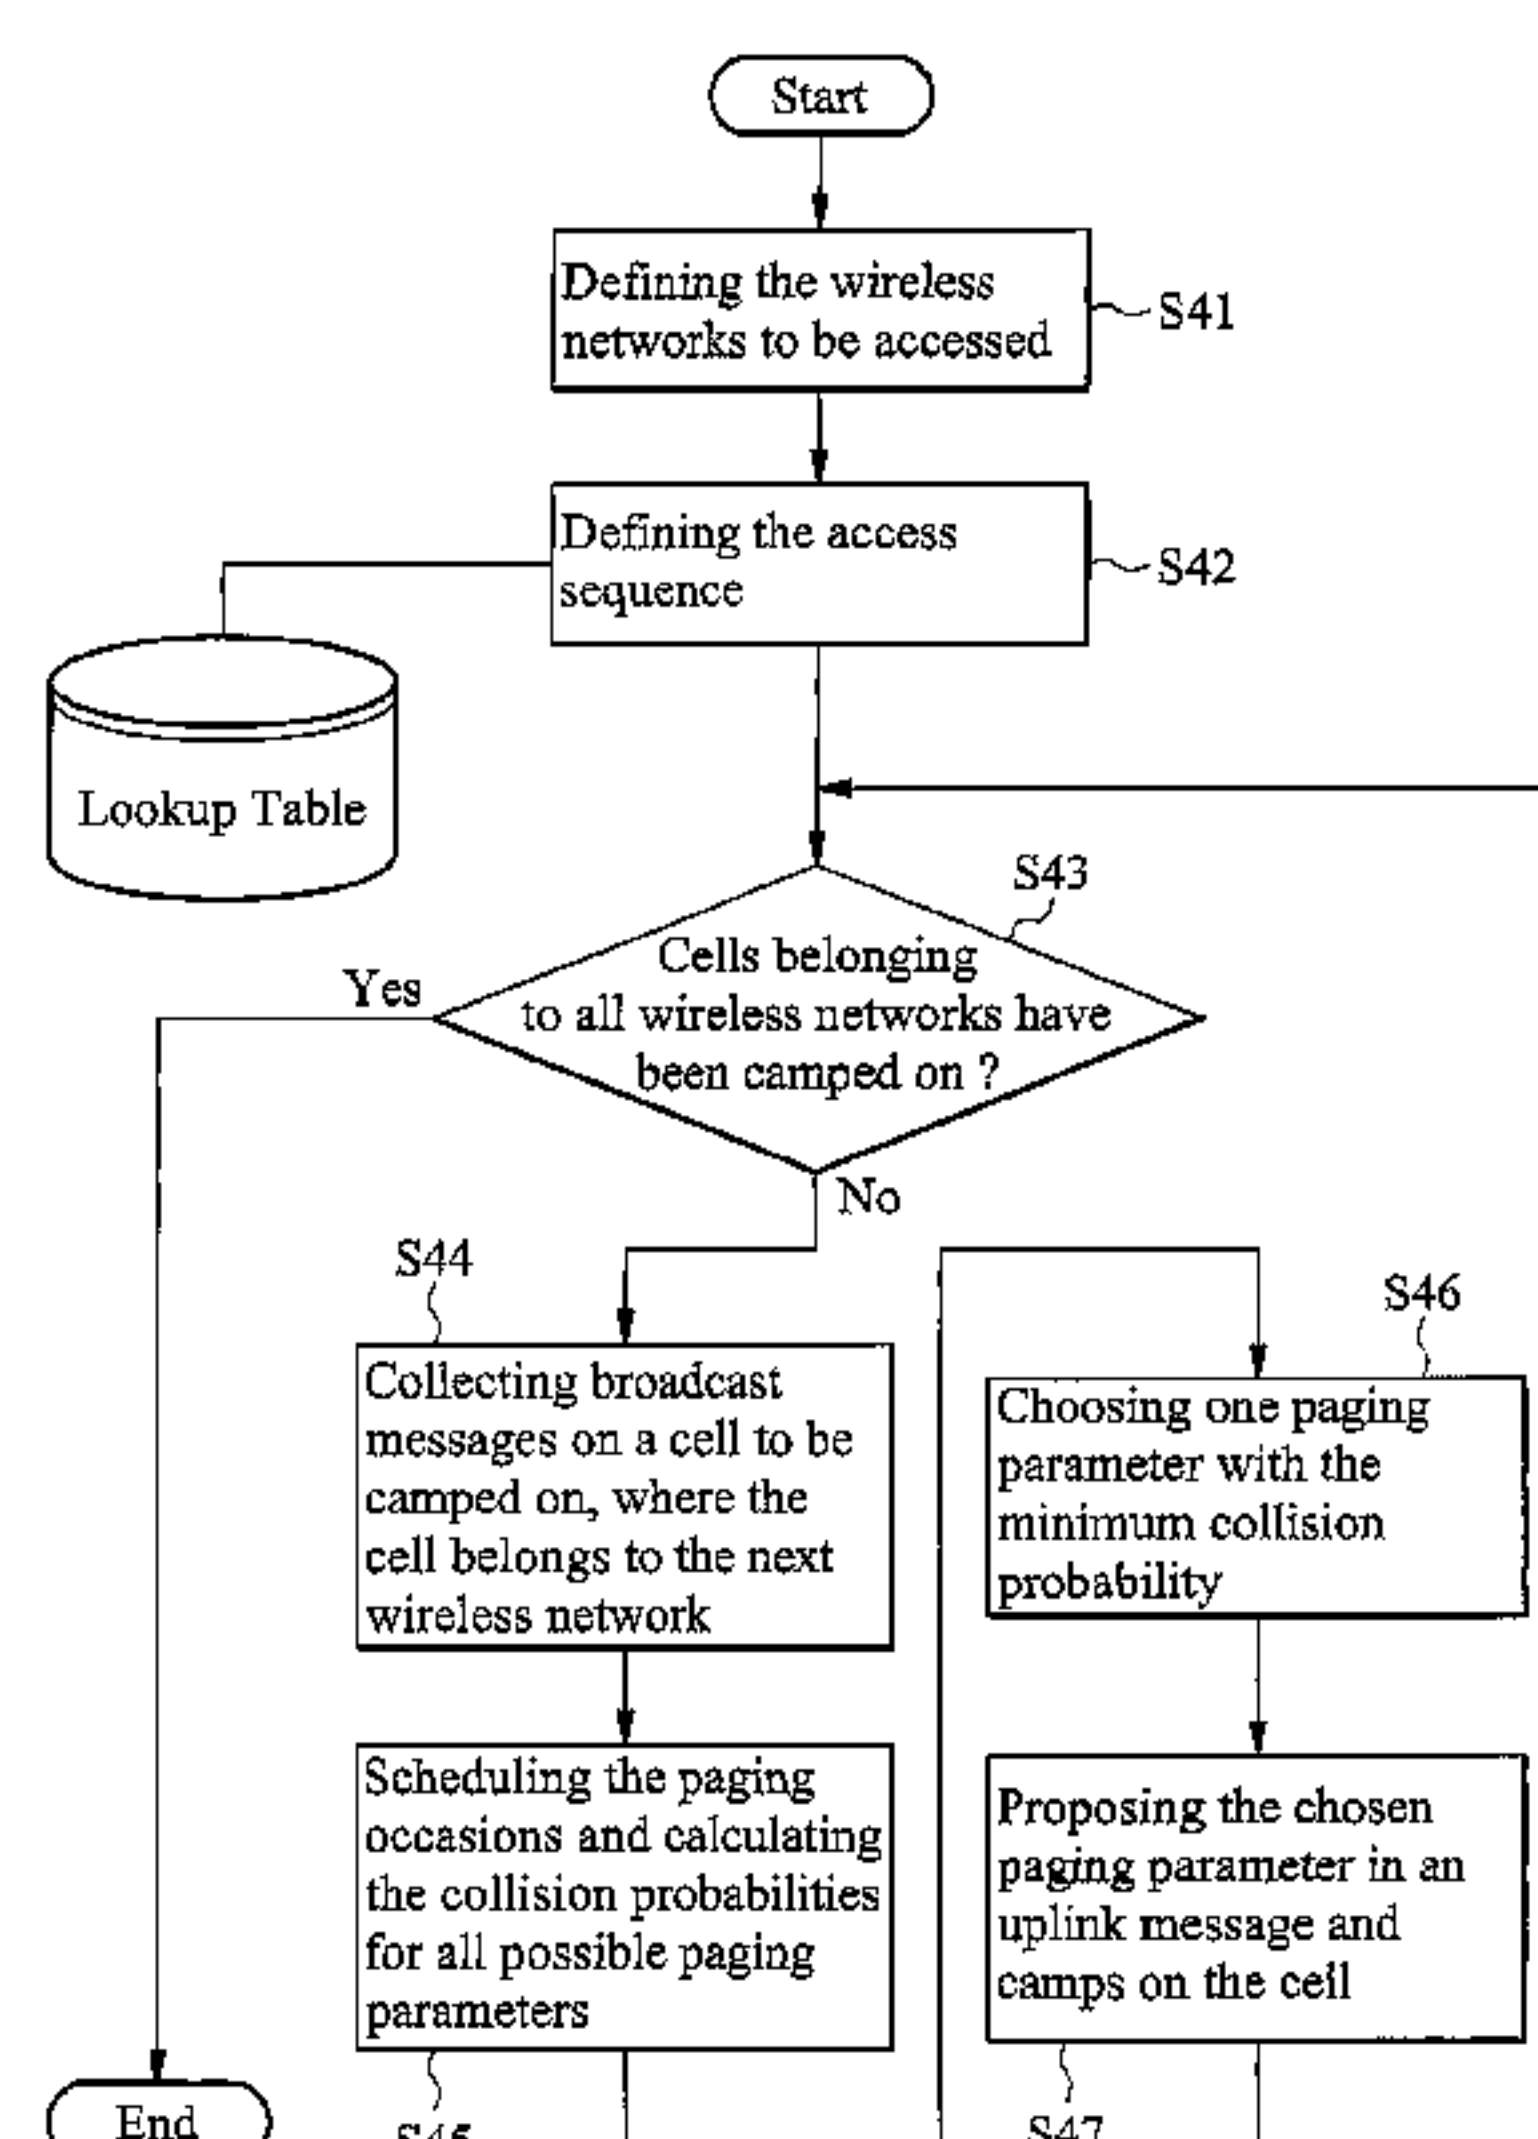 Start
Defining the wireless
networks to be accessed
S41
Defining the access
sequence
S42
Lookup Table
S43
Cells belonging
to all wireless networks have
been camped on ?
Yes
No
S44
Collecting broadcast
messages on a cell to be
camped on, where the
cell belongs to the next
wireless network
S46
Choosing one paging
parameter with the
minimum collision
probability
Scheduling the paging
occasions and calculating
the collision probabilities
for all possible paging
parameters
S45
Proposing the chosen
paging parameter in an
uplink message and
camps on the cell
S47
End